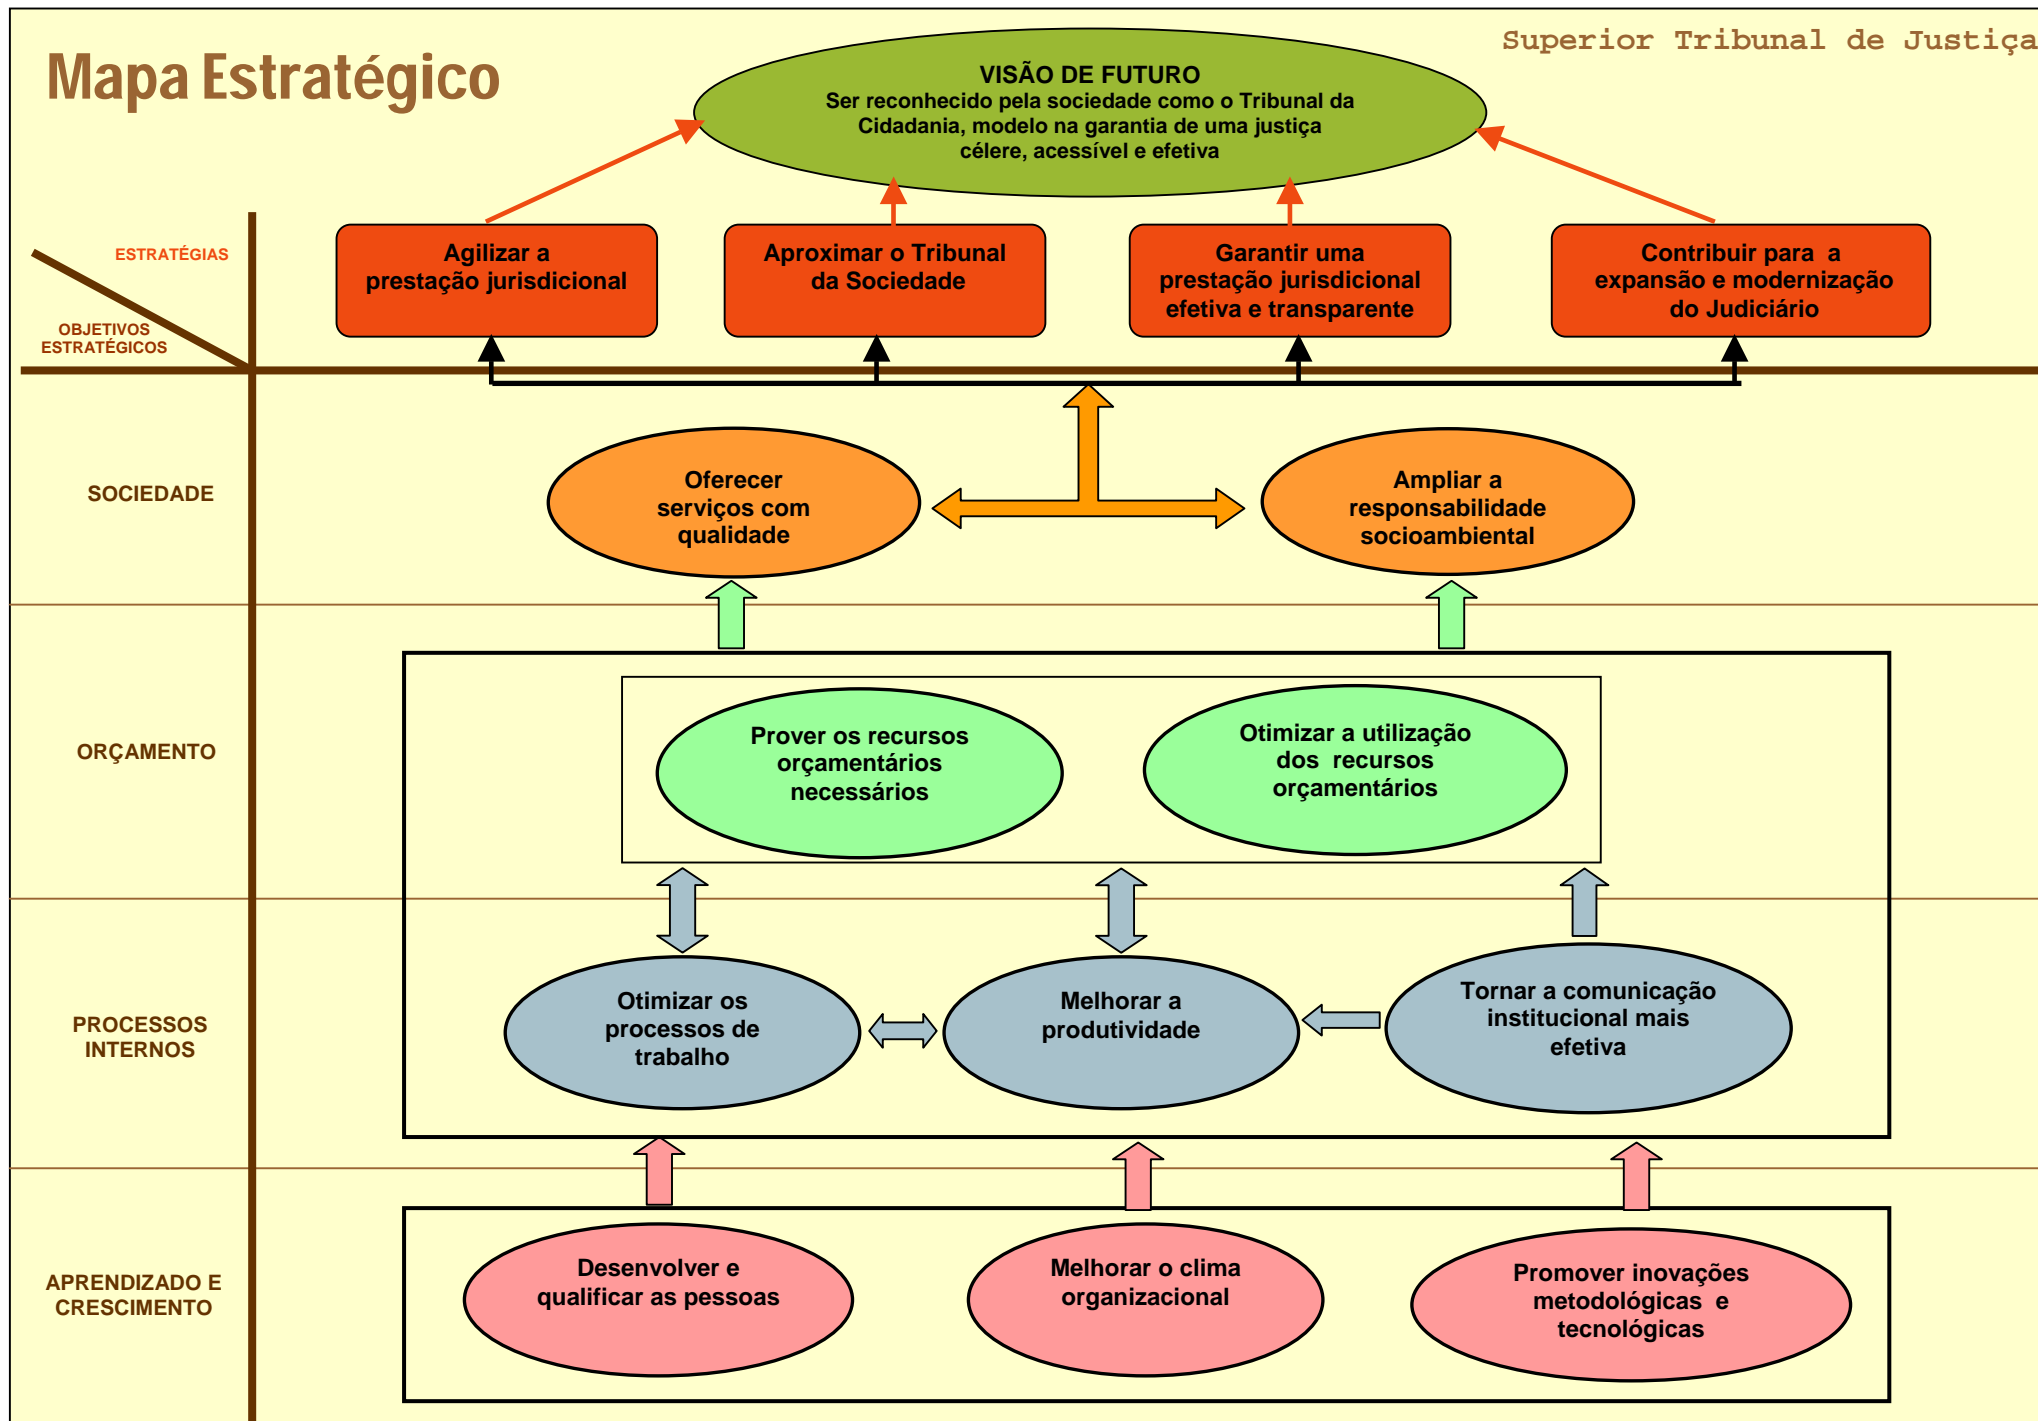 Superior Tribunal de Justiça
Mapa Estratégico
VISÃO DE FUTURO
Ser reconhecido pela sociedade como o Tribunal da
Cidadania, modelo na garantia de uma justiça
célere, acessível e efetiva
ESTRATÉGIAS
OBJETIVOS
ESTRATÉGICOS
Agilizar a
prestação jurisdicional
Aproximar o Tribunal
da Sociedade
Garantir uma
prestação jurisdicional
efetiva e transparente
Contribuir para a
expansão e modernização
do Judiciário
SOCIEDADE
Oferecer
serviços com
qualidade
Ampliar a
responsabilidade
socioambiental
ORÇAMENTO
Prover os recursos
orçamentários
necessários
Otimizar a utilização
dos recursos
orçamentários
PROCESSOS
INTERNOS
Otimizar os
processos de
trabalho
Melhorar a
produtividade
Tornar a comunicação
institucional mais
efetiva
APRENDIZADO E
CRESCIMENTO
Desenvolver e
qualificar as pessoas
Melhorar o clima
organizacional
Promover inovações
metodológicas e
tecnológicas